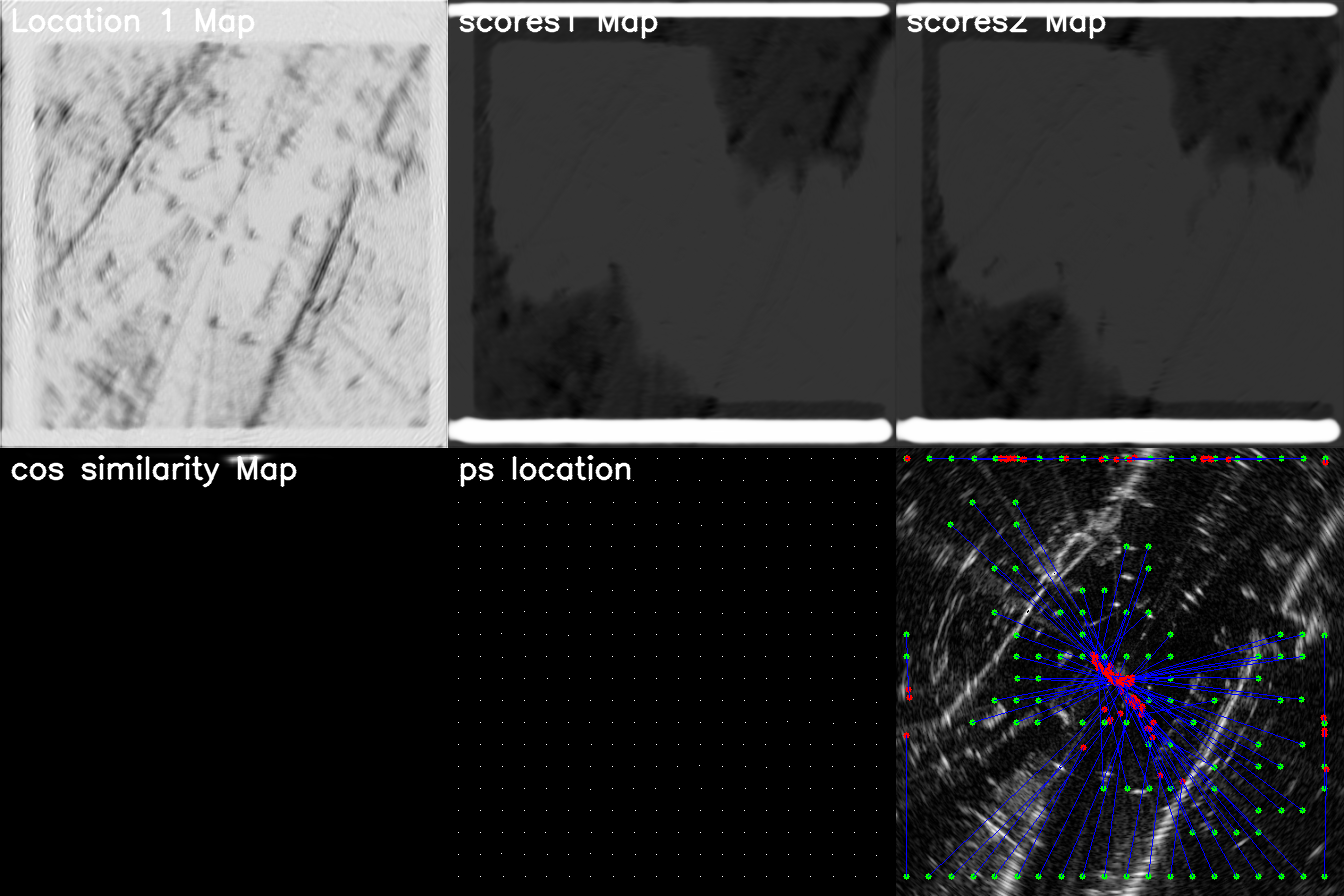 Location 1 Map
scores1 Map
scores2 Map
cos similarity Map
ps location